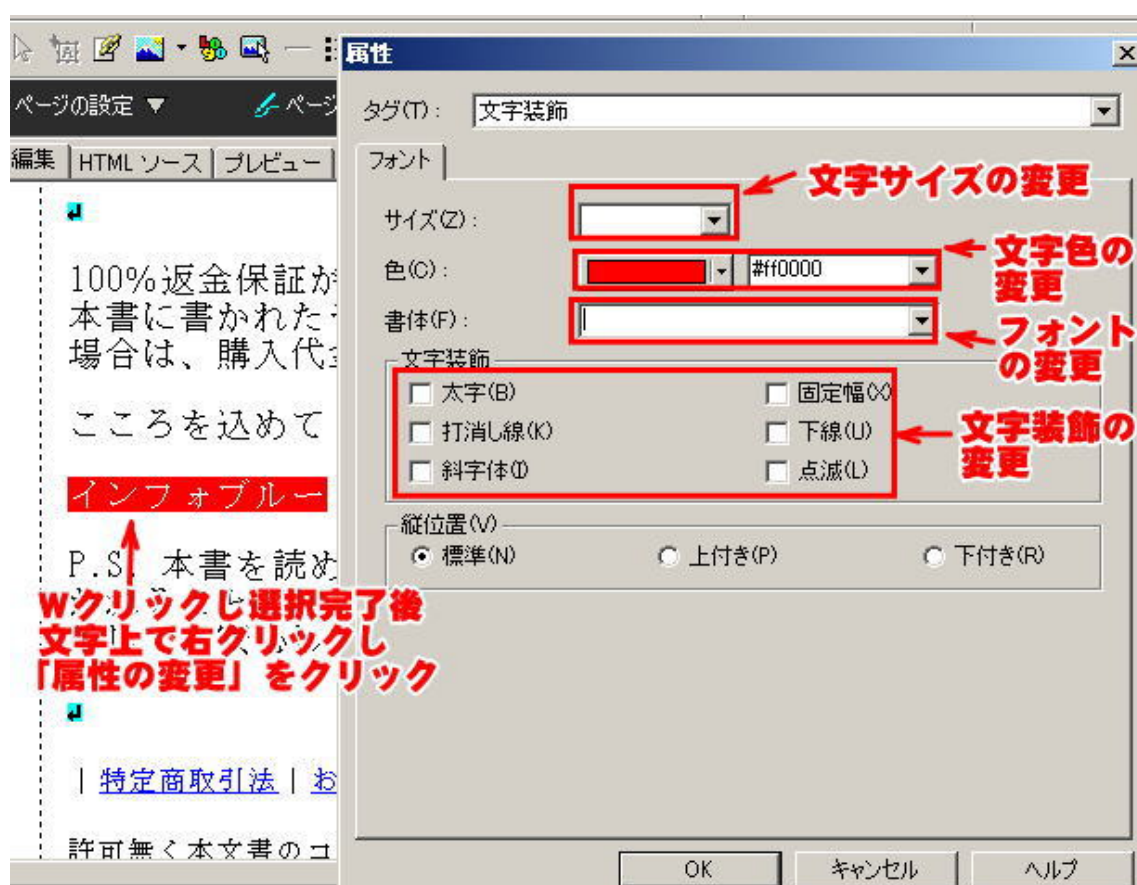 属性
ページの設定 ▼
ページ
タグ(T)： 文字装飾
編集 HTML ソース プレビュー
フォント
文字サイズの変更
サイズ(Z)：
100%返金保証が
色(C)： #ff0000
文字色の
変更
本書に書かれた
書体(F)：
フォント
の変更
場合は、購入代
文字装飾
太字(B) 固定幅(X)
打消し線(K) 下線(U)
斜字体(I) 点滅(L)
文字装飾の
変更
こころを込めて
インフォブルー
縦位置(V)
標準(N) 上付き(P) 下付き(R)
P.S. 本書を読め
Wクリックし選択完了後
文字上で右クリックし
「属性の変更」をクリック
|特定商取引法|お
許可無く本文書のコ
OK キャンセル ヘルプ